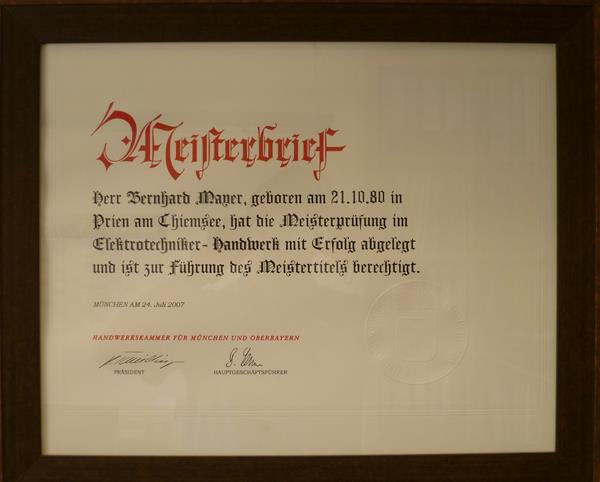 Meisterbrief
Herr Bernhard Mayer, geboren am 21.10.80 in
Prien am Chiemsee, hat die Meisterprüfung im
Elektrotechniker- Handwerk mit Erfolg abgelegt
und ist zur Führung des Meistertitels berechtigt.
MÜNCHEN AM 24. Juli 2007
HANDWERKSKAMMER FÜR MÜNCHEN UND OBERBAYERN
PRÄSIDENT HAUPTGESCHÄFTSFÜHRER